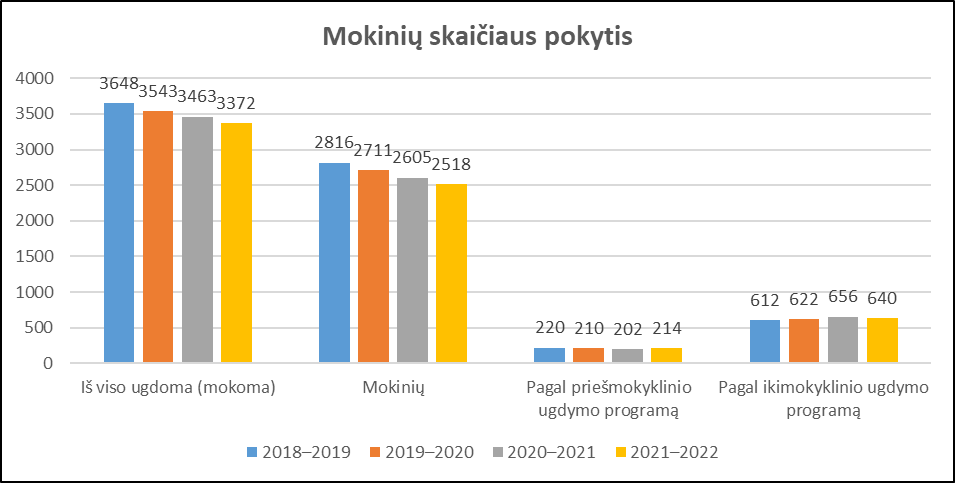 Mokinių skaičiaus pokytis
4000
3500
3000
2500
2000
1500
1000
500
0
3648 3543 3463 3372
2816 2711 2605 2518
220 210 202 214
612 622 656 640
Iš viso ugdoma (mokoma)
Mokinių
Pagal priešmokyklinio
ugdymo programą
Pagal ikimokyklinio ugdymo
programą
2018–2019 2019–2020 2020–2021 2021–2022